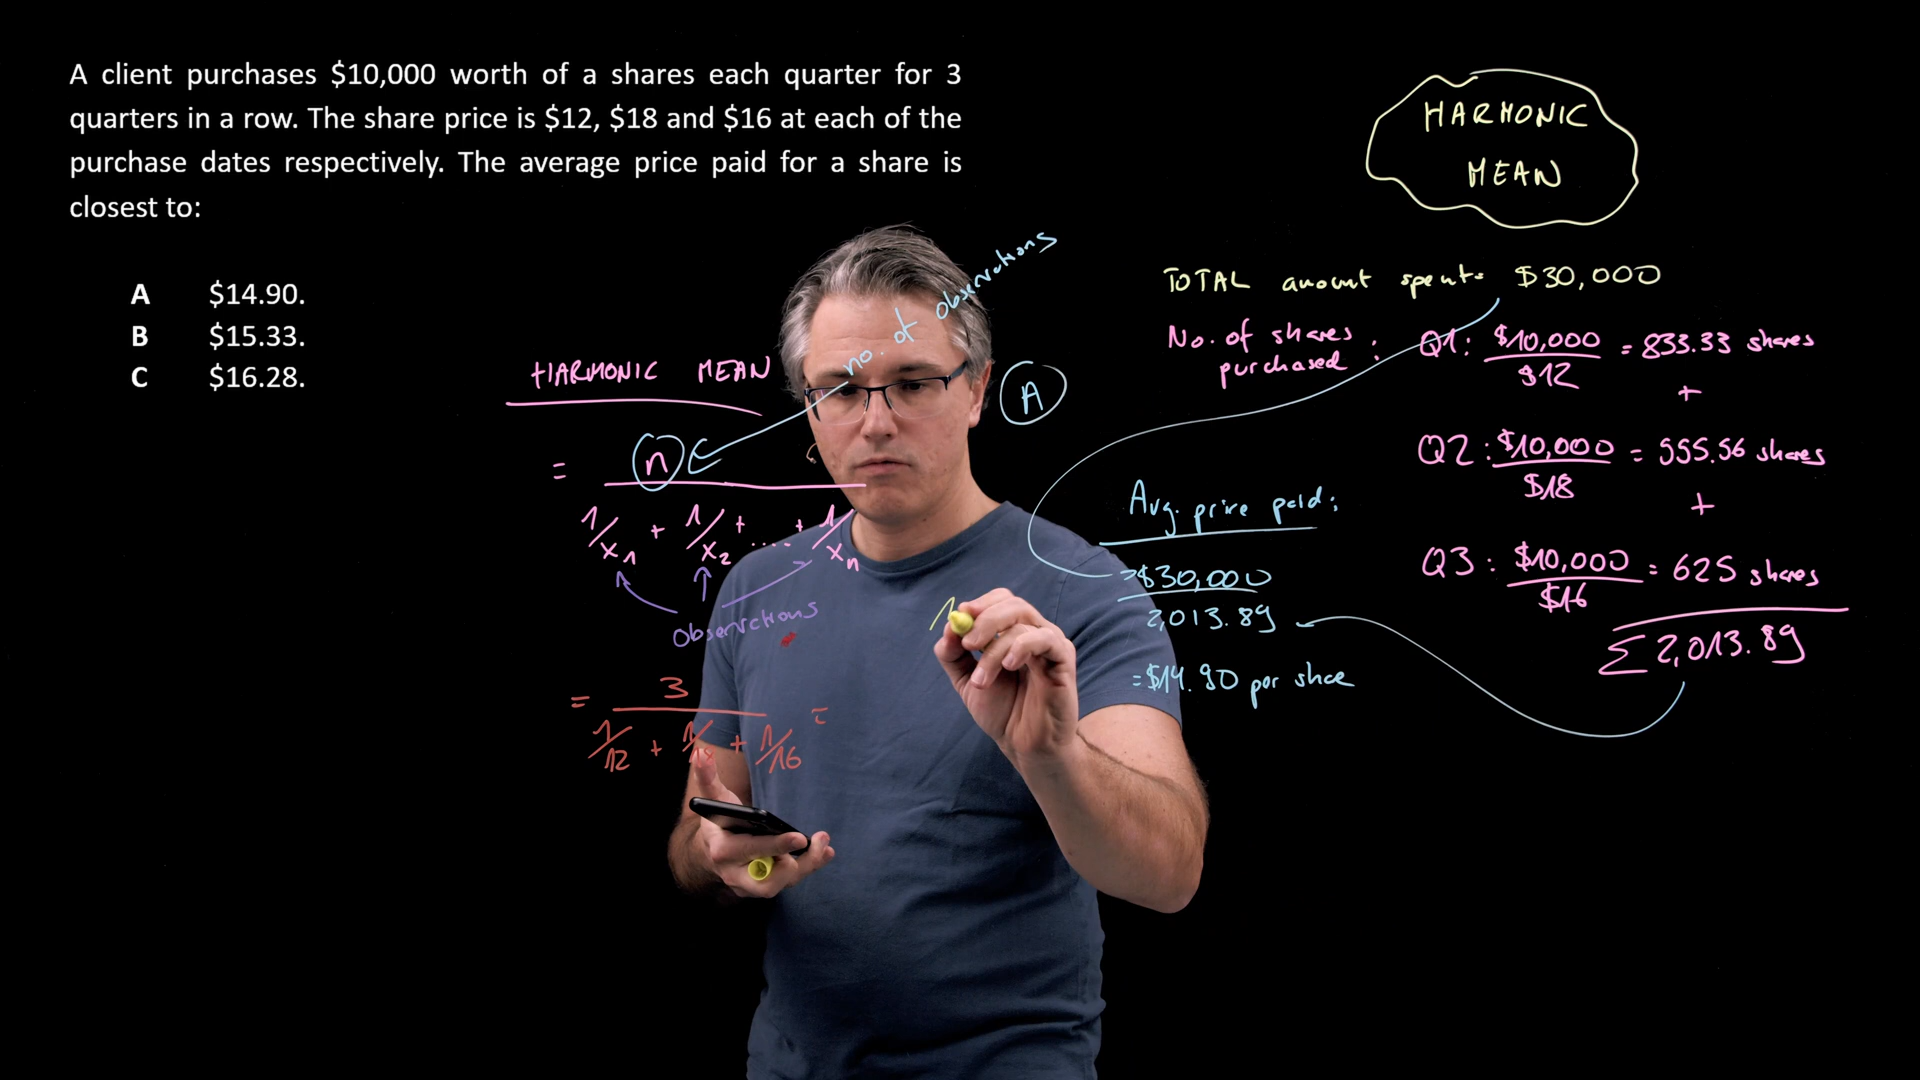 A client purchases $10,000 worth of a shares each quarter for 3
quarters in a row. The share price is $12, $18 and $16 at each of the
purchase dates respectively. The average price paid for a share is
closest to:
A $14.90.
B $15.33.
C $16.28.
HARMONIC
MEAN
TOTAL amount spent: $30,000
No. of shares
purchased :
Q1: $10,000
$12
= 833.33 shares
+
Q2: $10,000
$18
= 555.56 shares
+
Q3: $10,000
$16
= 625 shares
Σ 2,013.89
HARMONIC MEAN
no. of observations
= n
1/x1 + 1/x2 + .... + 1/xn
observations
= 3
1/12 + 1/18 + 1/16
=
A
Avg. price paid:
$30,000
2,013.89
= $14.90 per share